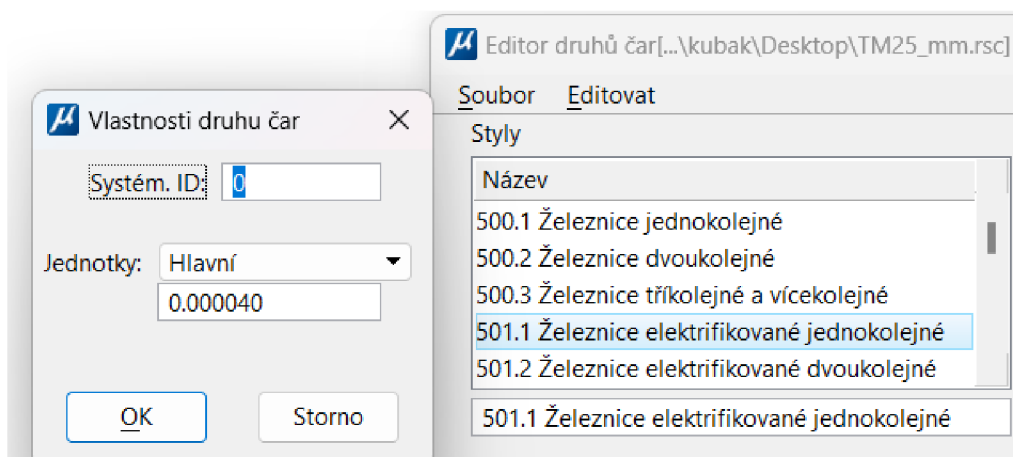 Editor druhů čar[...\kubak\Desktop\TM25_mm.rsc]
Soubor Editovat
Styly
Název
500.1 Železnice jednokolejné
500.2 Železnice dvoukolejné
500.3 Železnice tříkolejné a vícekolejné
501.1 Železnice elektrifikované jednokolejné
501.2 Železnice elektrifikované dvoukolejné
501.1 Železnice elektrifikované jednokolejné
Vlastnosti druhu čar
Systém. ID: 0
Jednotky: Hlavní
0.000040
OK Storno